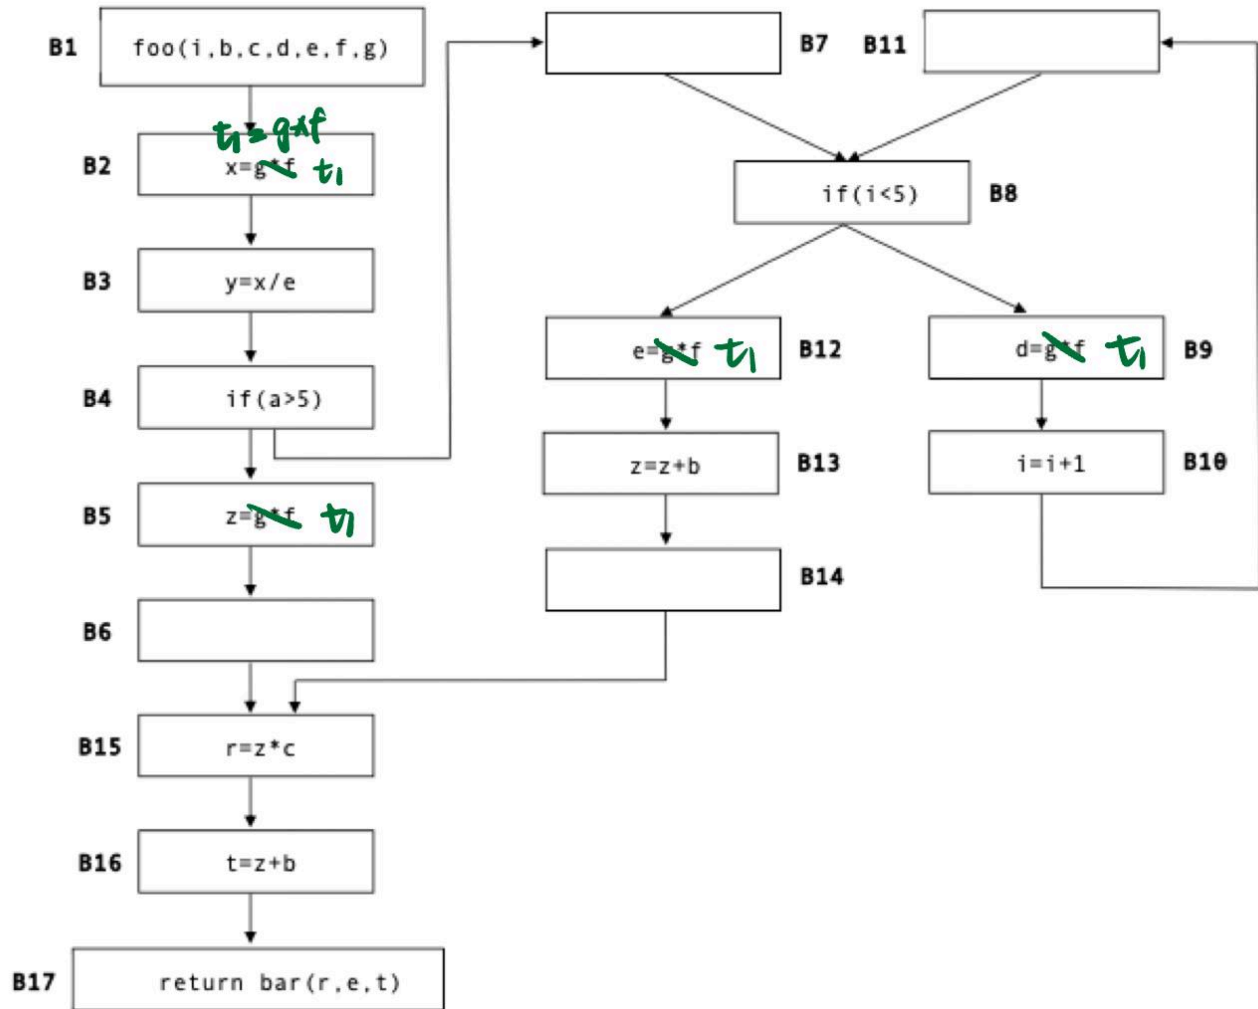 B1 foo(i,b,c,d,e,f,g)
t1=g*f
B2 x=g*f t1
B3 y=x/e
B4 if(a>5)
B5 z=g*f t1
B6
B15 r=z*c
B16 t=z+b
B17 return bar(r,e,t)
B7
B11
if(i<5) B8
e=g*f t1 B12
z=z+b B13
B14
d=g*f t1 B9
i=i+1 B10